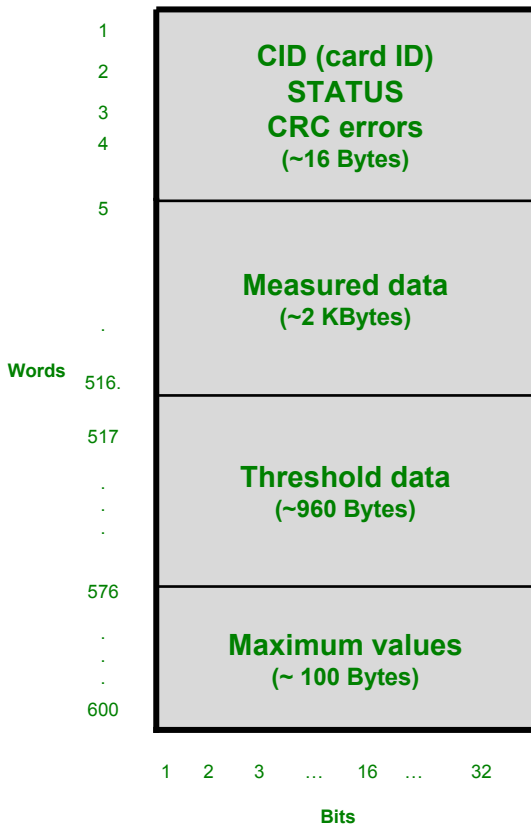 1
2
3
4
CID (card ID)
STATUS
CRC errors
(~16 Bytes)
5
.
Words
516.
Measured data
(~2 KBytes)
517
.
.
.
Threshold data
(~960 Bytes)
576
.
.
.
600
Maximum values
(~ 100 Bytes)
1 2 3 ... 16 ... 32
Bits